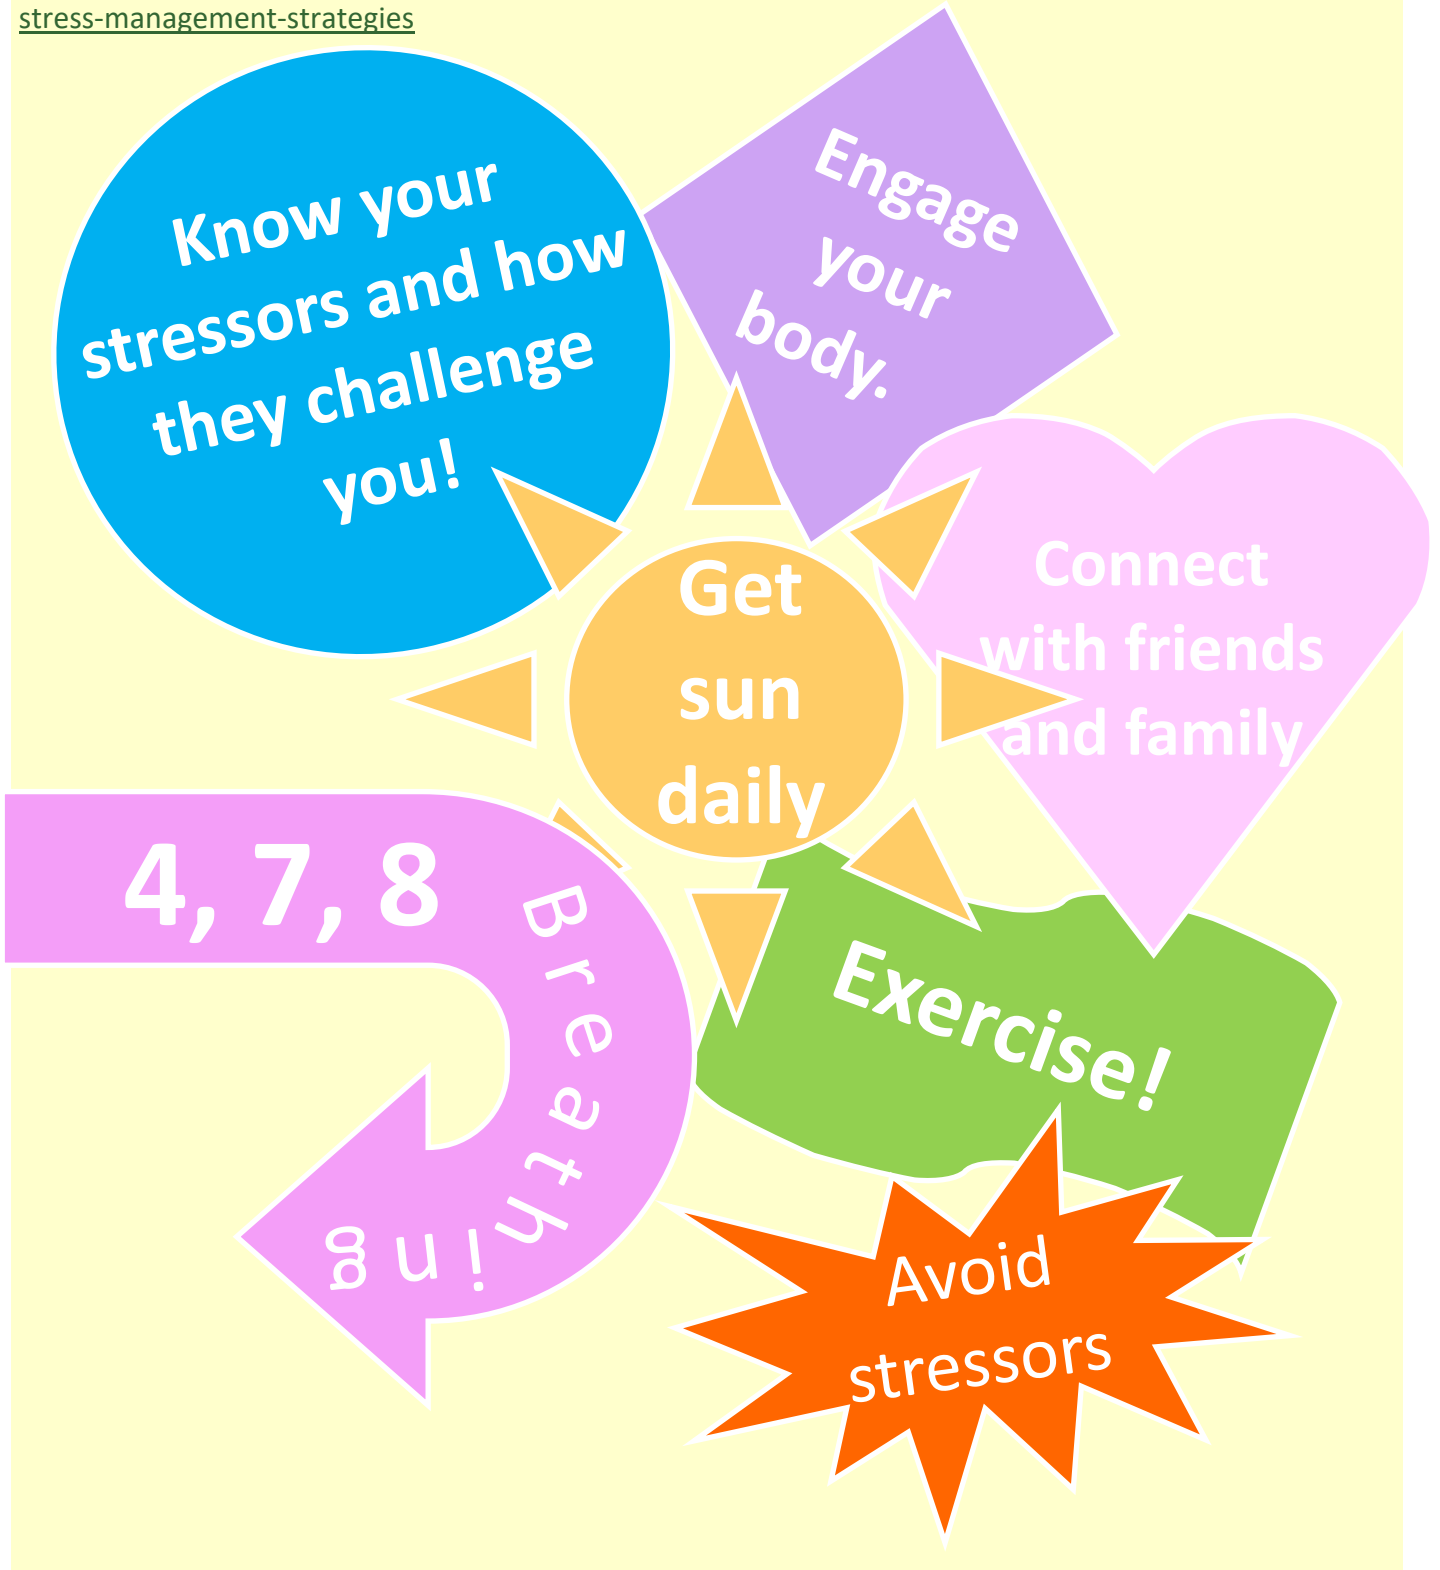 stress-management-strategies
Know your
stressors and how
they challenge
you!
Engage
your
body.
Connect
with friends
and family
Get
sun
daily
4, 7, 8
Breathing
Exercise!
Avoid
stressors